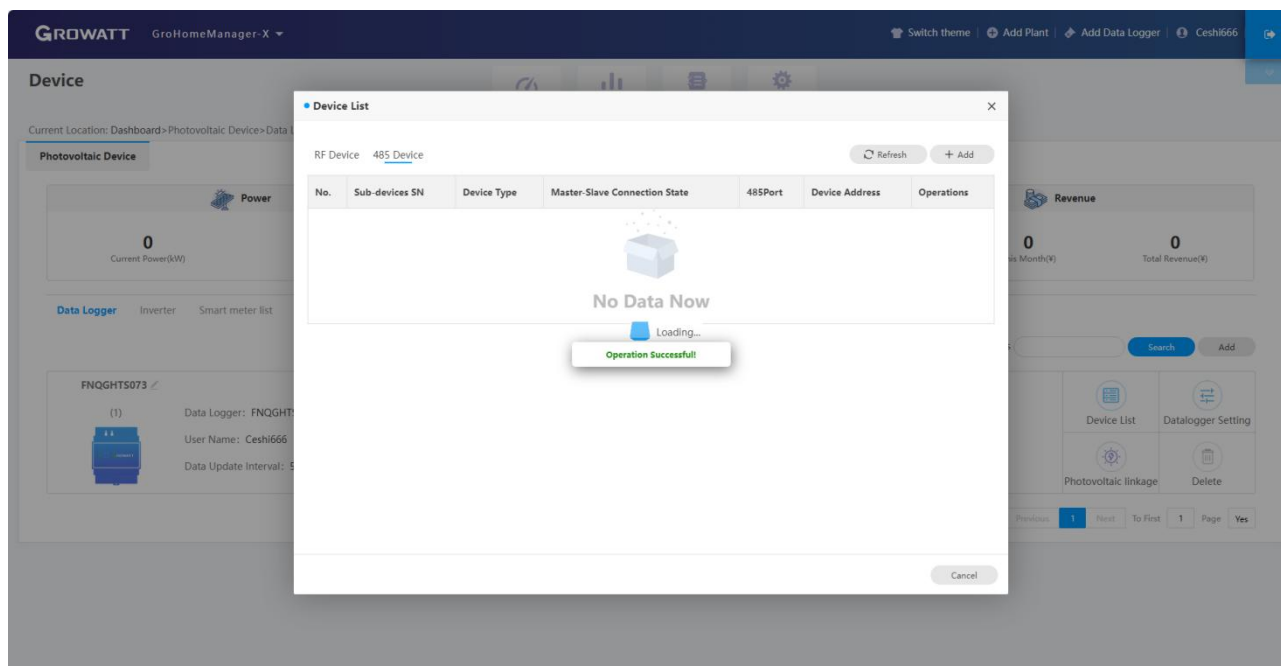 GROWATT GroHomeManager-X Switch theme Add Plant Add Data Logger Ceshi666
Device
Device List
Current Location: Dashboard>Photovoltaic Device>Data L
Photovoltaic Device
RF Device 485 Device Refresh + Add
No. Sub-devices SN Device Type Master-Slave Connection State 485Port Device Address Operations
Power Revenue
0 0 0
Current Power(kW) his Month(¥) Total Revenue(¥)
No Data Now
Data Logger Inverter Smart meter list
Loading...
Operation Successful!
Search Add
FNQGHTS073
(1) Data Logger: FNQGHTS
Device List Datalogger Setting
User Name: Ceshi666
Data Update Interval: 5
Photovoltaic linkage Delete
Previous 1 Next To First 1 Page Yes
Cancel